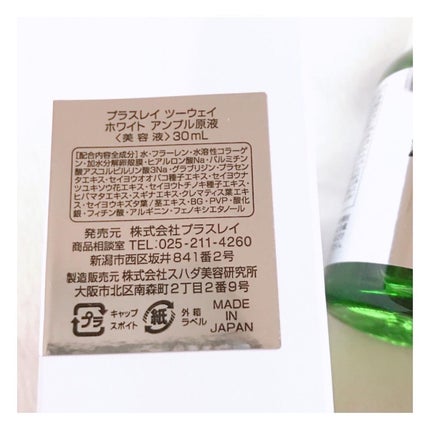 プラスレイ ツーウェイ
ホワイト アンプル原液
〈美容液〉30mL
[配合内容全成分] 水・フラーレン・水溶性コラーゲ
ン・加水分解卵殻膜・ヒアルロン酸Na・パルミチン
酸アスコルビルリン酸3Na・グラブリジン・プラセン
タエキス・セイヨウオオバコ種子エキス・セイヨウナ
ツユキソウ花エキス・セイヨウトチノキ種子エキス・
ヒバマタエキス・スギナエキス・クレマティス葉エキ
ス・セイヨウキズタ葉/茎エキス・BG・PVP・酸化
銀・フィチン酸・アルギニン・フェノキシエタノール
発売元 株式会社プラスレイ
商品相談室 TEL:025-211-4260
新潟市西区坂井841番2号
製造販売元 株式会社スハダ美容研究所
大阪市北区南森町2丁目2番9号
プラ
キャップ
スポイト
紙
外箱
ラベル
MADE
IN
JAPAN